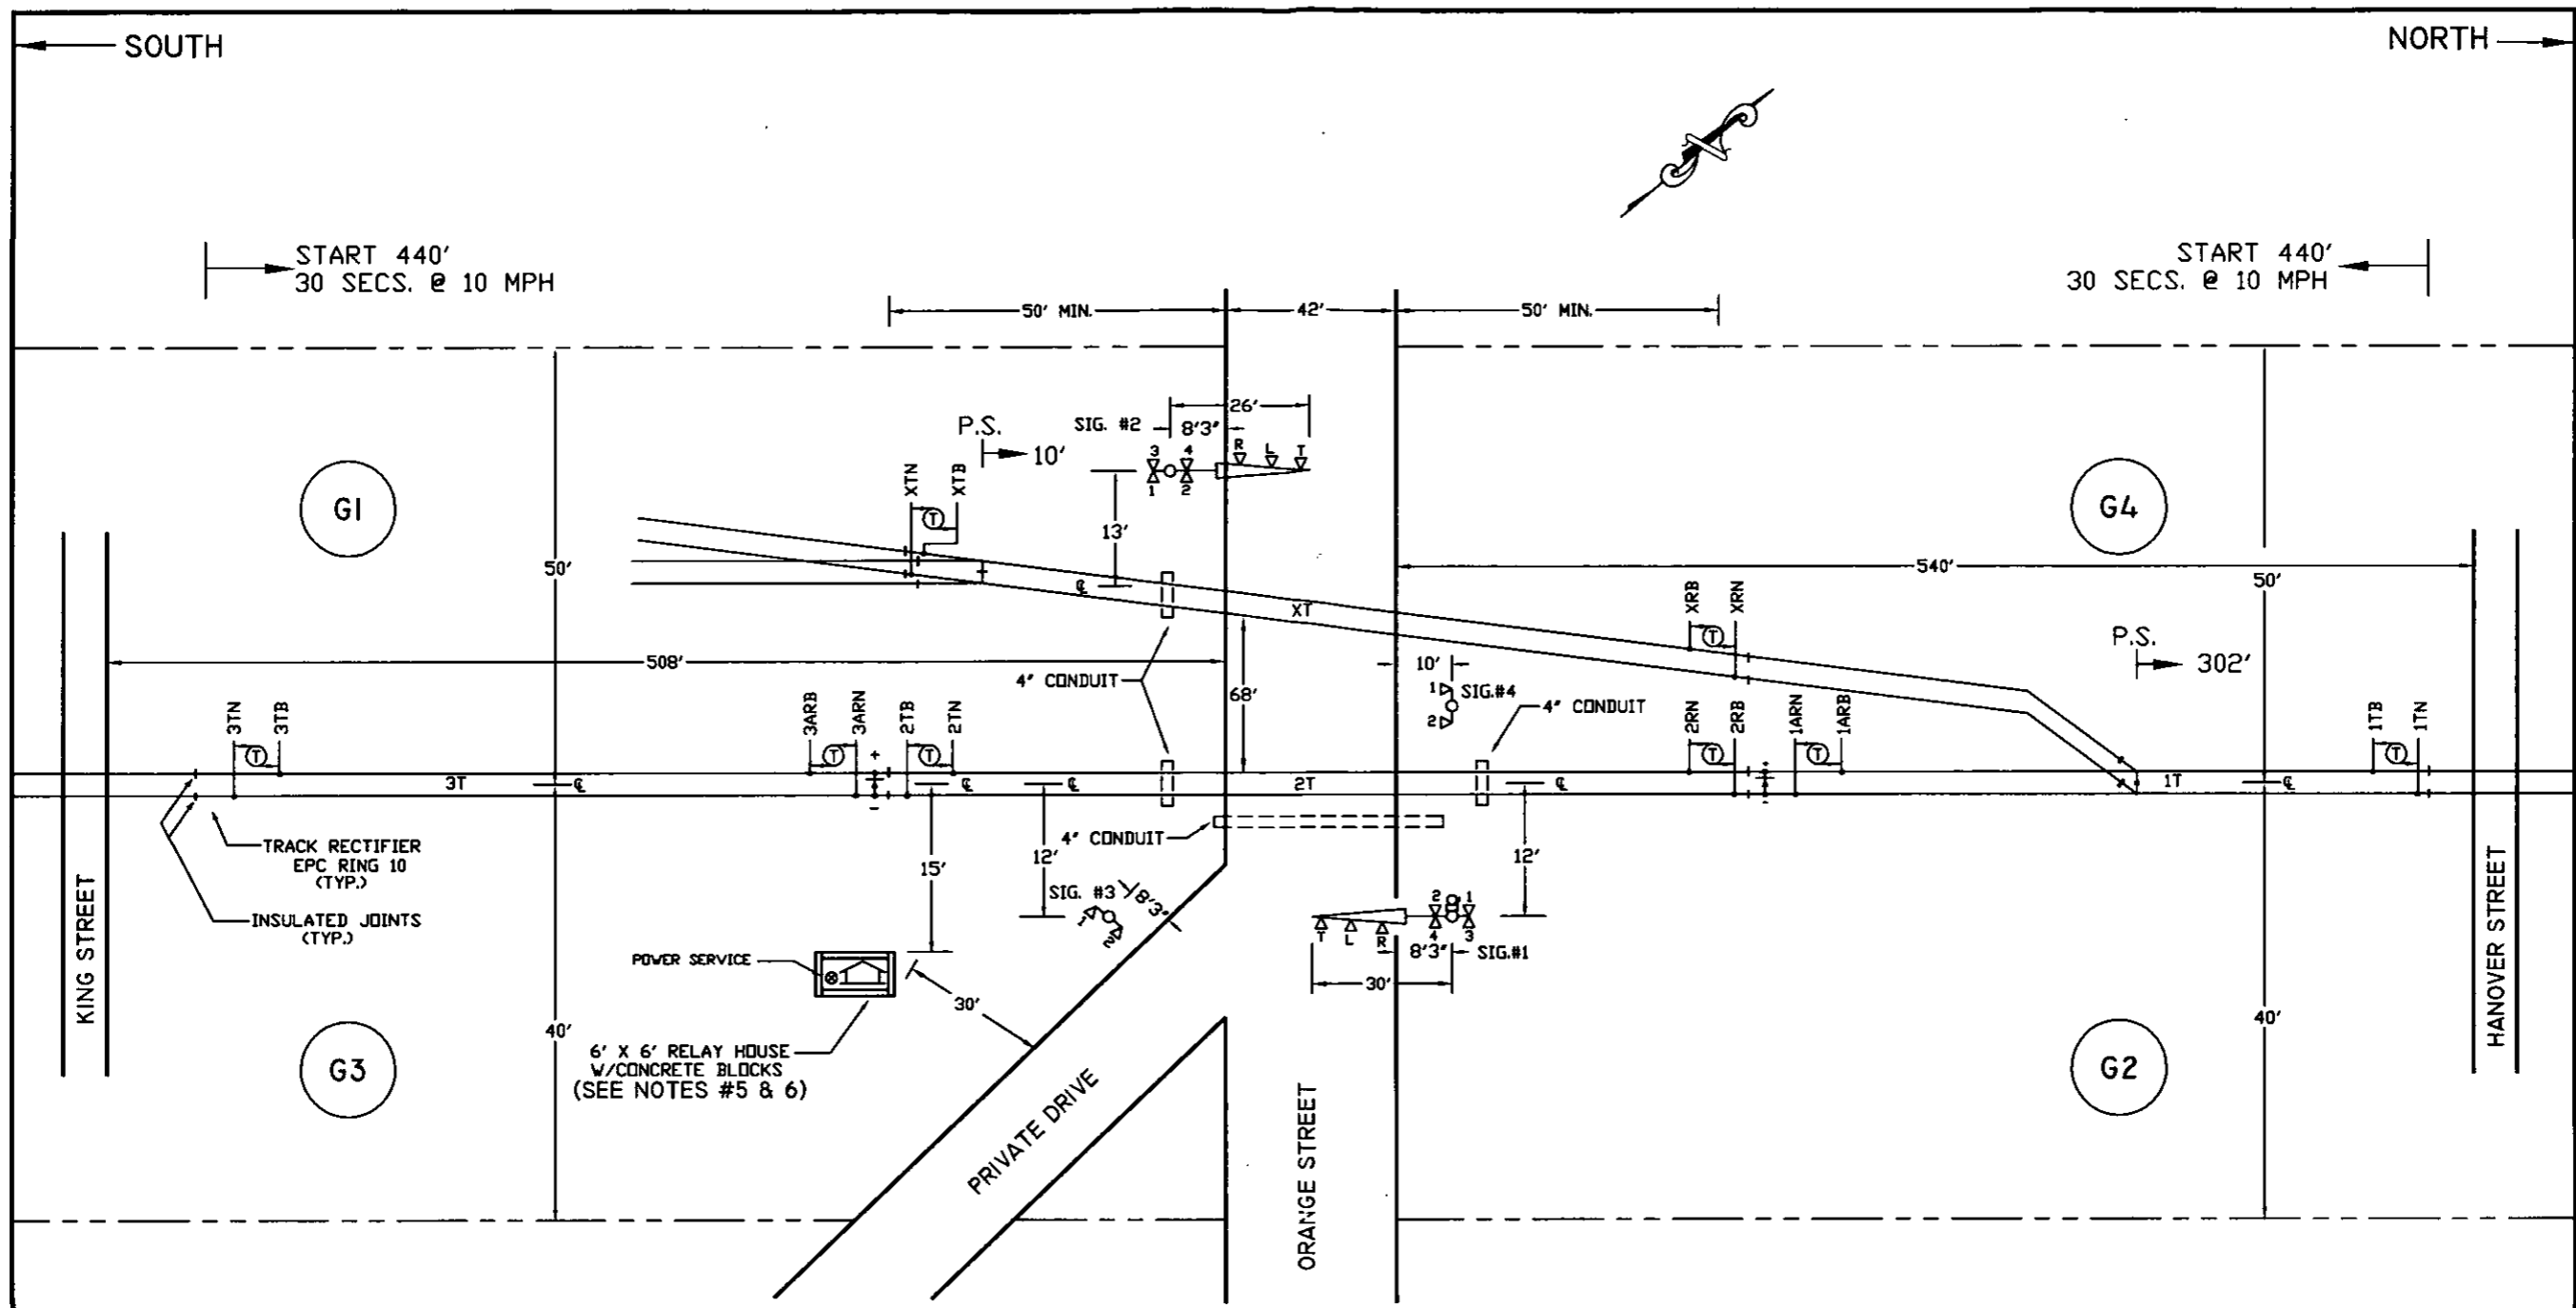 SOUTH
NORTH
START 440'
30 SECS. @ 10 MPH
START 440'
30 SECS. @ 10 MPH
50' MIN.
42'
50' MIN.
26'
P.S.
10'
SIG. #2
8'3"
R
L
T
3
4
1
2
XTN
XTB
T
13'
G1
G4
50'
℄
XT
540'
50'
XRB
XRN
T
P.S.
302'
508'
4" CONDUIT
68'
10'
1
SIG.#4
2
4" CONDUIT
3TN
3TB
T
3ARB
3ARN
T
2TB
2TN
T
2RN
2RB
T
1ARN
1ARB
T
1TB
1TN
T
+
+
3T
℄
℄
℄
2T
℄
1T
℄
-
-
TRACK RECTIFIER
EPC RING 10
(TYP.)
4" CONDUIT
15'
12'
12'
INSULATED JOINTS
(TYP.)
SIG. #3
8'3"
1
2
2
1
4
3
T
L
R
8'3"
SIG.#1
30'
POWER SERVICE
30'
KING STREET
HANOVER STREET
40'
40'
6' X 6' RELAY HOUSE
W/CONCRETE BLOCKS
(SEE NOTES #5 & 6)
G3
G2
PRIVATE DRIVE
ORANGE STREET